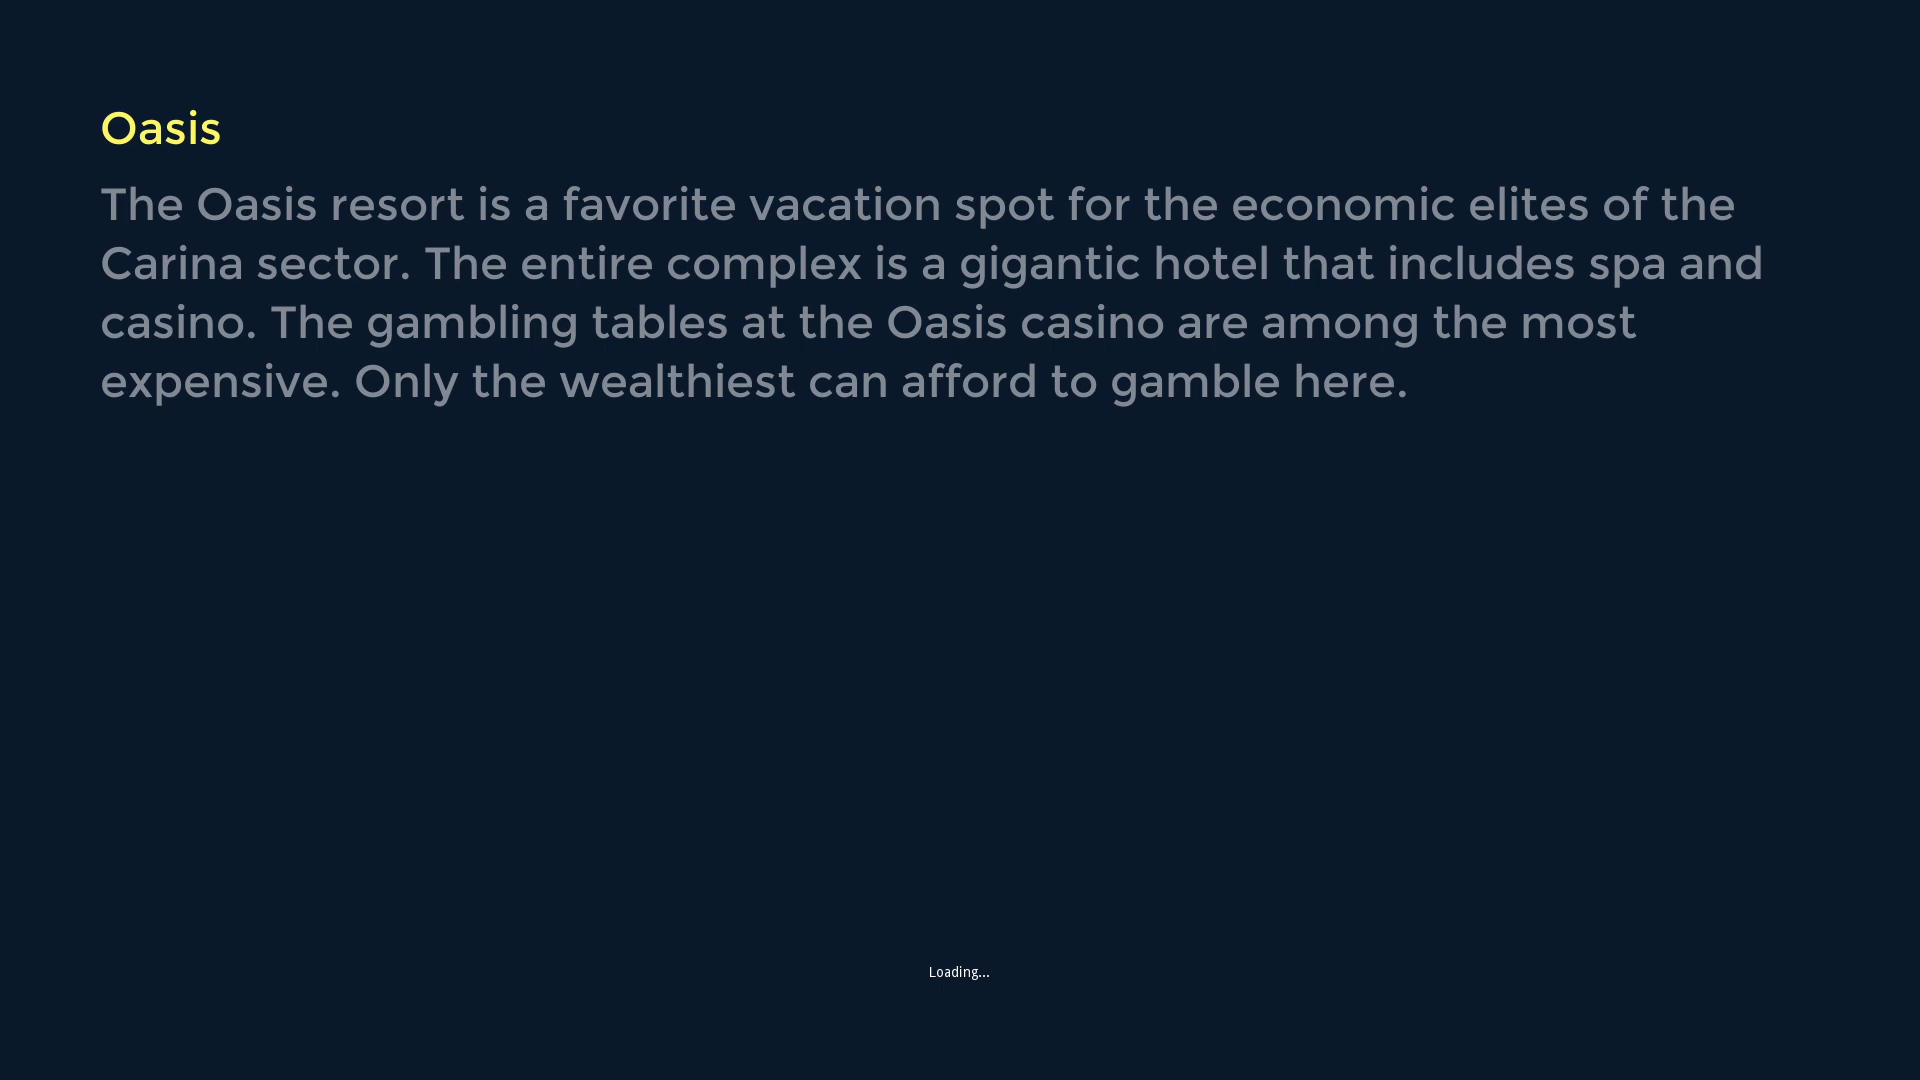 Oasis
The Oasis resort is a favorite vacation spot for the economic elites of the
Carina sector. The entire complex is a gigantic hotel that includes spa and
casino. The gambling tables at the Oasis casino are among the most
expensive. Only the wealthiest can afford to gamble here.
Loading...